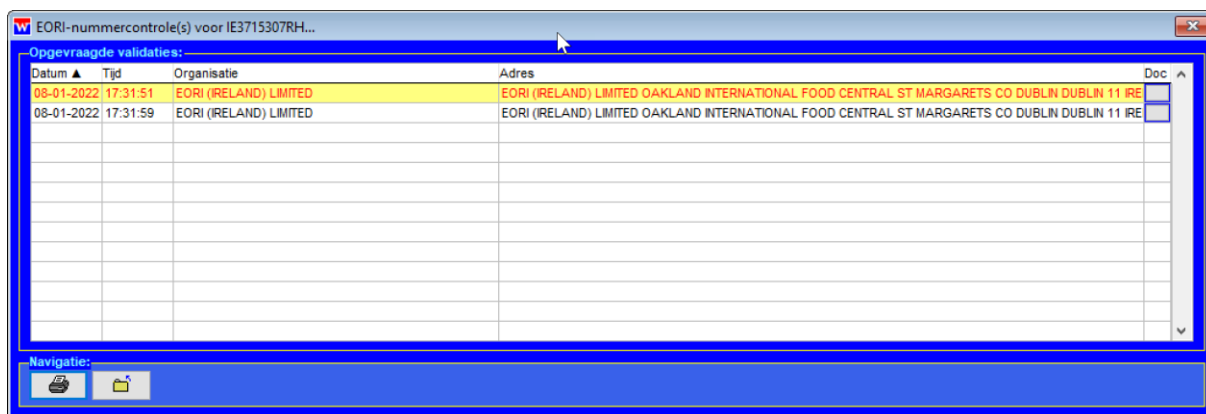 W EORI-nummercontrole(s) voor IE3715307RH...
Opgevraagde validaties:
Datum ▲ Tijd Organisatie Adres Doc
08-01-2022 17:31:51 EORI (IRELAND) LIMITED EORI (IRELAND) LIMITED OAKLAND INTERNATIONAL FOOD CENTRAL ST MARGARETS CO DUBLIN DUBLIN 11 IRE
08-01-2022 17:31:59 EORI (IRELAND) LIMITED EORI (IRELAND) LIMITED OAKLAND INTERNATIONAL FOOD CENTRAL ST MARGARETS CO DUBLIN DUBLIN 11 IRE
Navigatie: